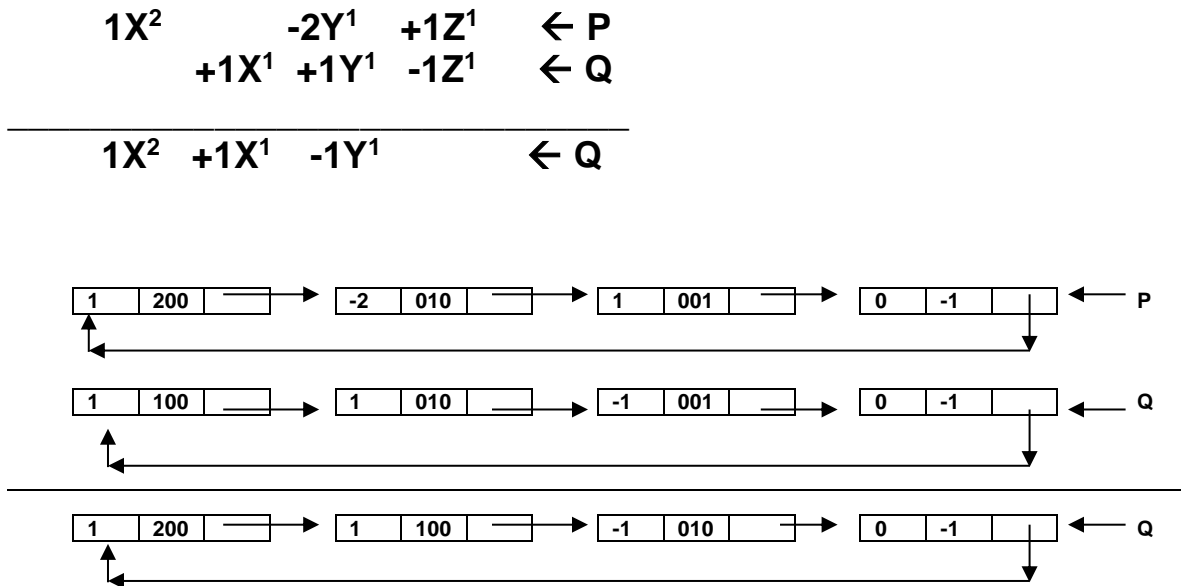 1X² -2Y¹ +1Z¹ ← P
+1X¹ +1Y¹ -1Z¹ ← Q
1X² +1X¹ -1Y¹ ← Q
1 200 -2 010 1 001 0 -1 P
1 100 1 010 -1 001 0 -1 Q
1 200 1 100 -1 010 0 -1 Q